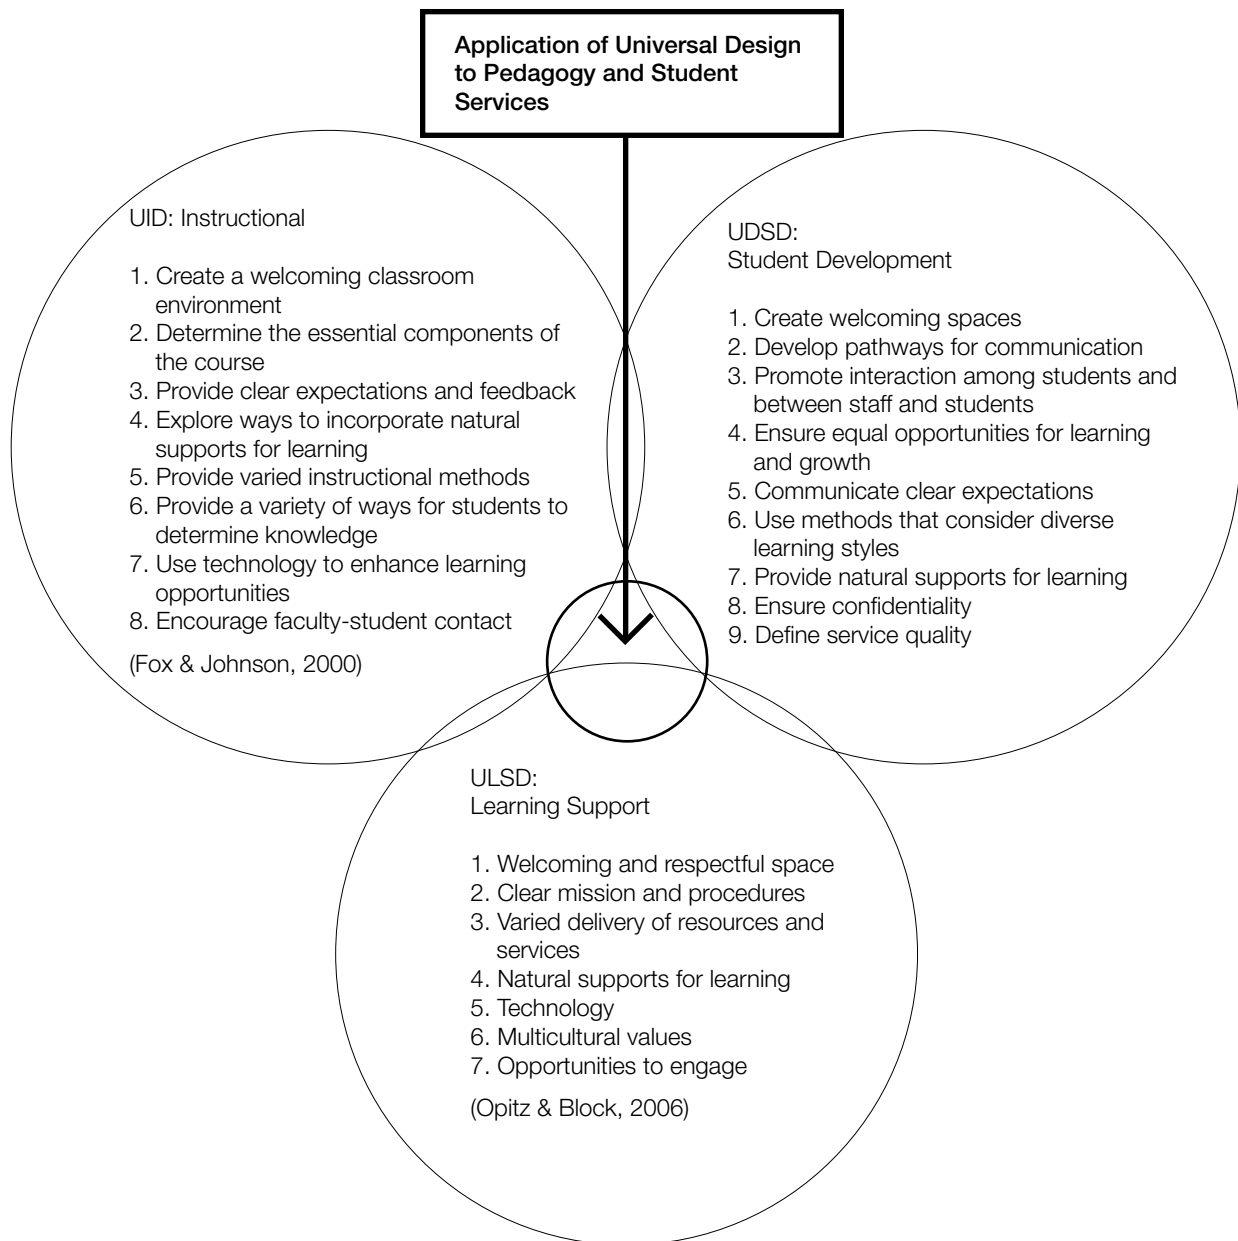 Application of Universal Design
to Pedagogy and Student
Services
UID: Instructional
1. Create a welcoming classroom
environment
2. Determine the essential components of
the course
3. Provide clear expectations and feedback
4. Explore ways to incorporate natural
supports for learning
5. Provide varied instructional methods
6. Provide a variety of ways for students to
determine knowledge
7. Use technology to enhance learning
opportunities
8. Encourage faculty-student contact
(Fox & Johnson, 2000)
UDSD:
Student Development
1. Create welcoming spaces
2. Develop pathways for communication
3. Promote interaction among students and
between staff and students
4. Ensure equal opportunities for learning
and growth
5. Communicate clear expectations
6. Use methods that consider diverse
learning styles
7. Provide natural supports for learning
8. Ensure confidentiality
9. Define service quality
ULSD:
Learning Support
1. Welcoming and respectful space
2. Clear mission and procedures
3. Varied delivery of resources and
services
4. Natural supports for learning
5. Technology
6. Multicultural values
7. Opportunities to engage
(Opitz & Block, 2006)